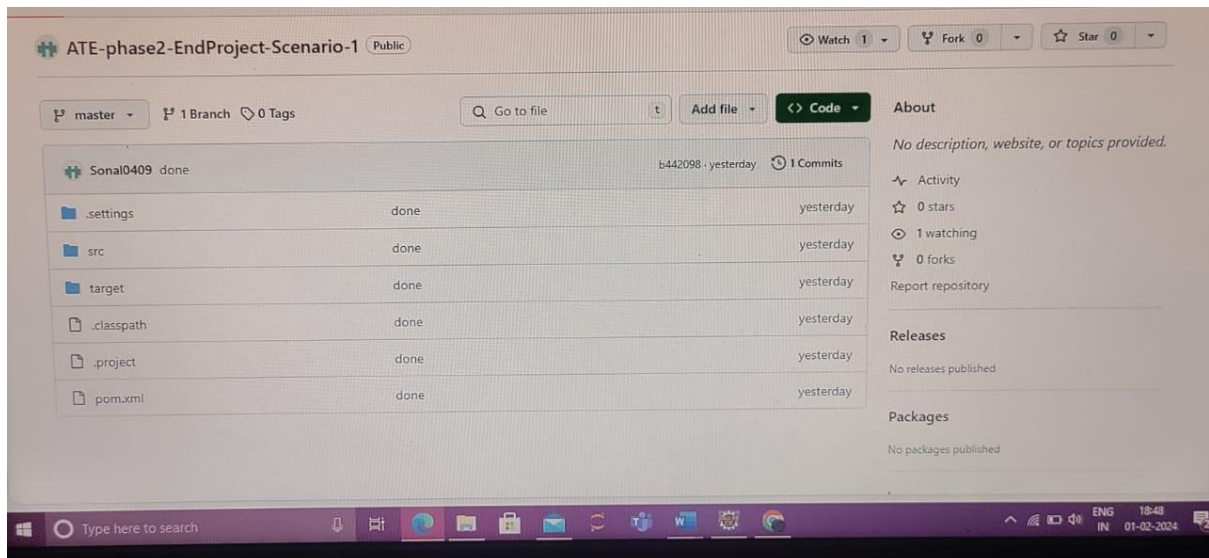 ATE-phase2-EndProject-Scenario-1 Public
Watch 1 Fork 0 Star 0
master 1 Branch 0 Tags
Go to file t Add file <> Code
Sonal0409 done b442098 · yesterday 1 Commits
.settings done yesterday
src done yesterday
target done yesterday
.classpath done yesterday
.project done yesterday
pom.xml done yesterday
About
No description, website, or topics provided.
Activity
0 stars
1 watching
0 forks
Report repository
Releases
No releases published
Packages
No packages published
Type here to search
ENG 18:48
IN 01-02-2024